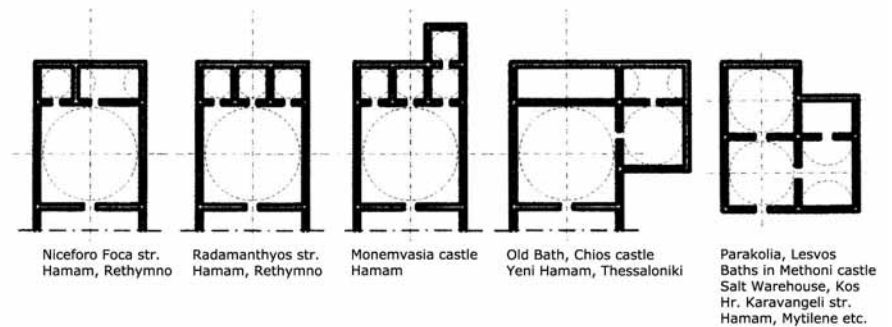 Niceforo Foca str.
Hamam, Rethymno
Radamanthyos str.
Hamam, Rethymno
Monemvasia castle
Hamam
Old Bath, Chios castle
Yeni Hamam, Thessaloniki
Parakolia, Lesvos
Baths in Methoni castle
Salt Warehouse, Kos
Hr. Karavangeli str.
Hamam, Mytilene etc.